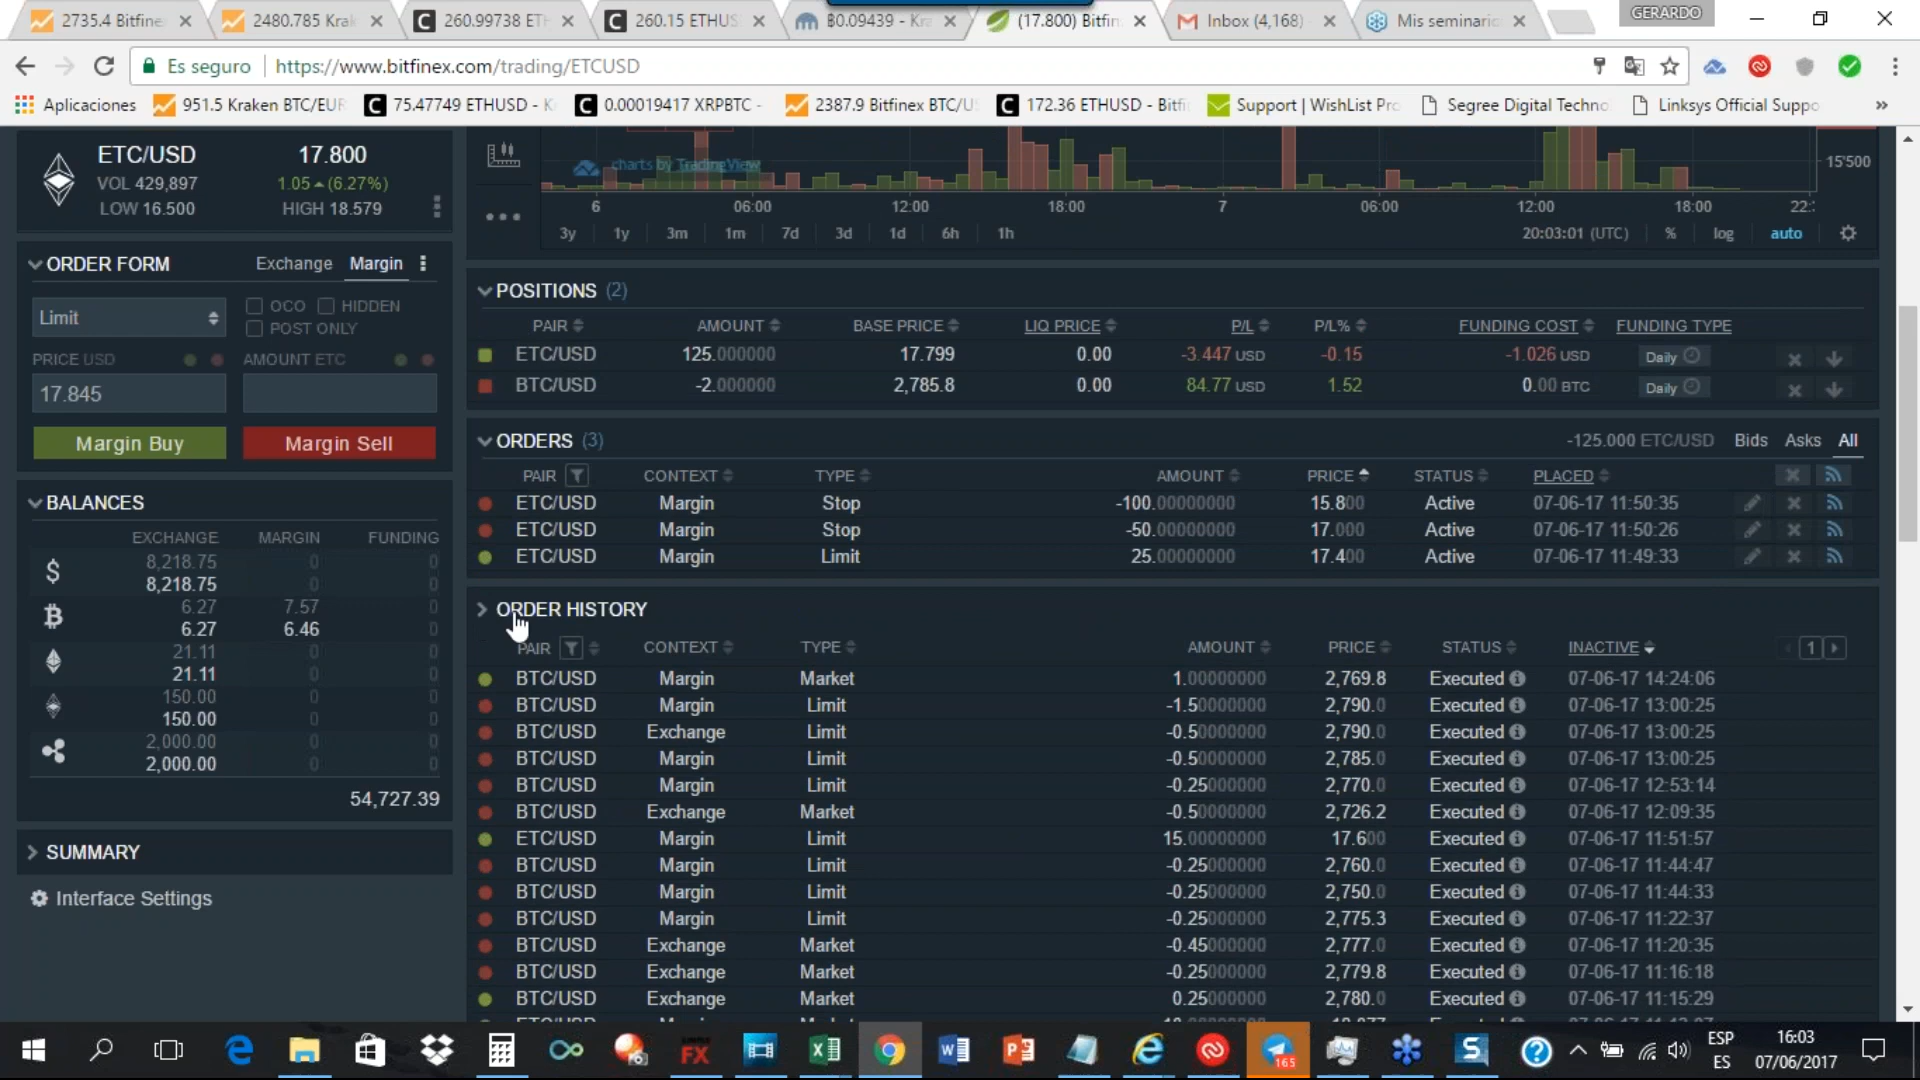 2735.4 Bitfine
2480.785 Krak
260.99738 ETH
260.15 ETHUS
฿0.09439 - Kra
(17.800) Bitfin
Inbox (4,168)
Mis seminario
GERARDO
Es seguro
https://www.bitfinex.com/trading/ETCUSD
Aplicaciones
951.5 Kraken BTC/EUR
75.47749 ETHUSD - K
0.00019417 XRPBTC -
2387.9 Bitfinex BTC/U
172.36 ETHUSD - Bitfi
Support | WishList Pro
Segree Digital Techno
Linksys Official Suppo
»
ETC/USD 17.800
VOL 429,897 1.05 (6.27%)
LOW 16.500 HIGH 18.579
charts by TradingView
15'500
6 06:00 12:00 18:00 7 06:00 12:00 18:00 22:
3y 1y 3m 1m 7d 3d 1d 6h 1h 20:03:01 (UTC) % log auto
ORDER FORM Exchange Margin
Limit OCO HIDDEN
POST ONLY
PRICE USD AMOUNT ETC
17.845
Margin Buy Margin Sell
BALANCES
EXCHANGE MARGIN FUNDING
$ 8,218.75 0 0
8,218.75 0 0
6.27 7.57 0
6.27 6.46 0
21.11 0 0
21.11 0 0
150.00 0 0
150.00 0 0
2,000.00 0 0
2,000.00 0 0
54,727.39
SUMMARY
Interface Settings
POSITIONS (2)
PAIR AMOUNT BASE PRICE LIQ PRICE P/L P/L% FUNDING COST FUNDING TYPE
ETC/USD 125.000000 17.799 0.00 -3.447 USD -0.15 -1.026 USD Daily
BTC/USD -2.000000 2,785.8 0.00 84.77 USD 1.52 0.00 BTC Daily
ORDERS (3) -125.000 ETC/USD Bids Asks All
PAIR CONTEXT TYPE AMOUNT PRICE STATUS PLACED
ETC/USD Margin Stop -100.00000000 15.800 Active 07-06-17 11:50:35
ETC/USD Margin Stop -50.00000000 17.000 Active 07-06-17 11:50:26
ETC/USD Margin Limit 25.00000000 17.400 Active 07-06-17 11:49:33
ORDER HISTORY
PAIR CONTEXT TYPE AMOUNT PRICE STATUS INACTIVE 1
BTC/USD Margin Market 1.00000000 2,769.8 Executed 07-06-17 14:24:06
BTC/USD Margin Limit -1.50000000 2,790.0 Executed 07-06-17 13:00:25
BTC/USD Exchange Limit -0.50000000 2,790.0 Executed 07-06-17 13:00:25
BTC/USD Margin Limit -0.50000000 2,785.0 Executed 07-06-17 13:00:25
BTC/USD Margin Limit -0.25000000 2,770.0 Executed 07-06-17 12:53:14
BTC/USD Exchange Market -0.50000000 2,726.2 Executed 07-06-17 12:09:35
ETC/USD Margin Limit 15.00000000 17.600 Executed 07-06-17 11:51:57
BTC/USD Margin Limit -0.25000000 2,760.0 Executed 07-06-17 11:44:47
BTC/USD Margin Limit -0.25000000 2,750.0 Executed 07-06-17 11:44:33
BTC/USD Margin Limit -0.25000000 2,775.3 Executed 07-06-17 11:22:37
BTC/USD Exchange Market -0.45000000 2,777.0 Executed 07-06-17 11:20:35
BTC/USD Exchange Market -0.25000000 2,779.8 Executed 07-06-17 11:16:18
BTC/USD Exchange Market 0.25000000 2,780.0 Executed 07-06-17 11:15:29
FX
165
ESP
ES
16:03
07/06/2017